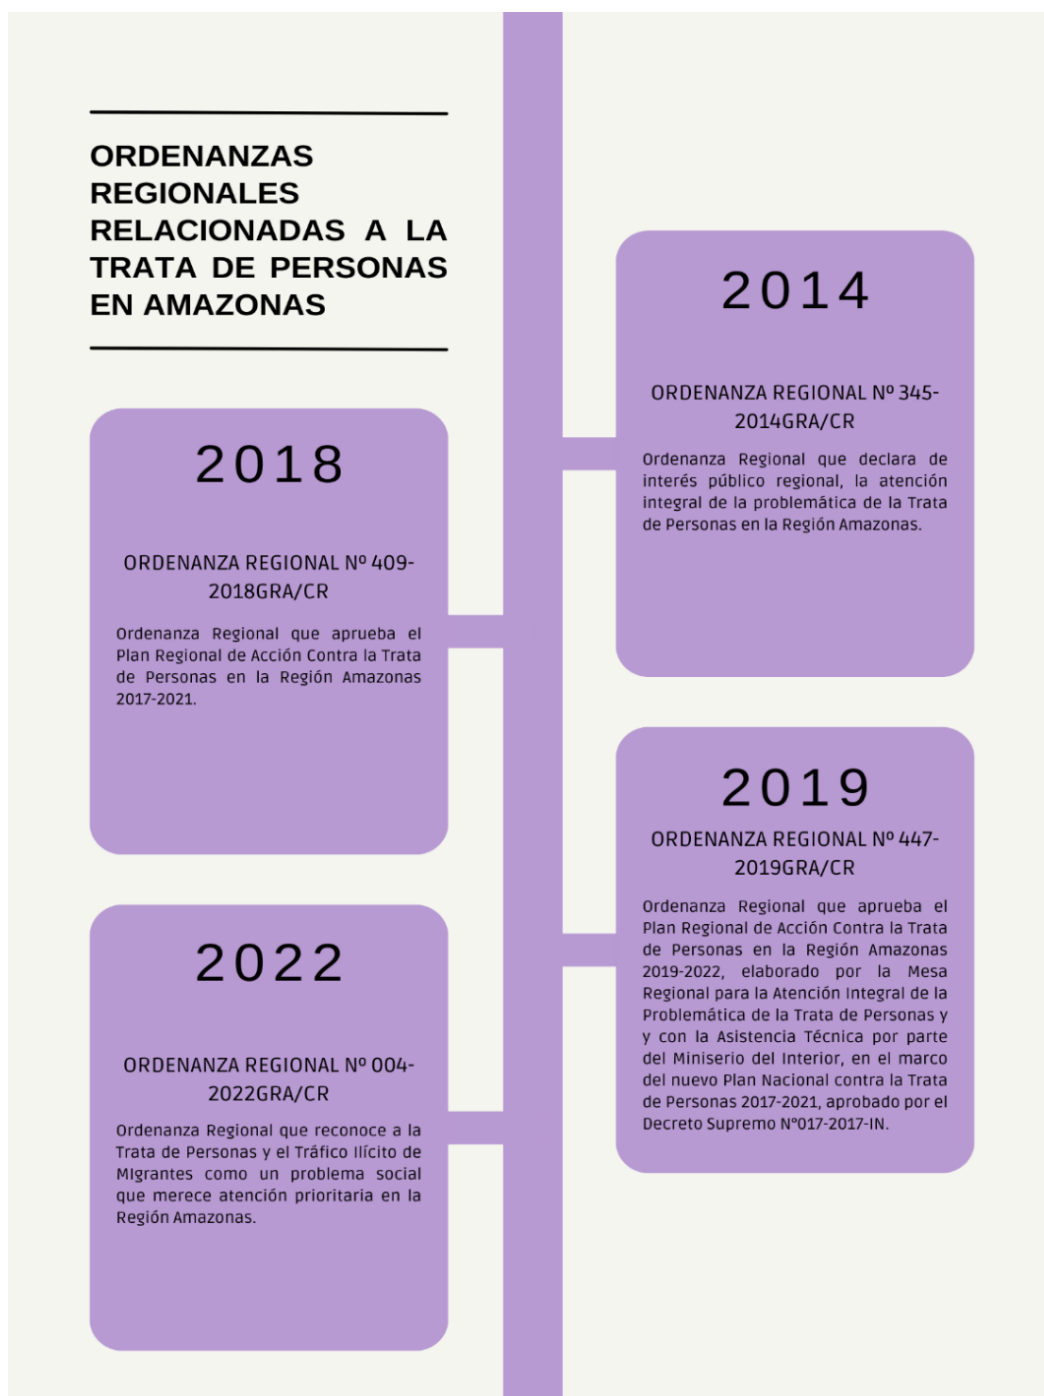 ORDENANZAS
REGIONALES
RELACIONADAS A LA
TRATA DE PERSONAS
EN AMAZONAS
2014
ORDENANZA REGIONAL Nº 345-
2014GRA/CR
Ordenanza Regional que declara de
interés público regional, la atención
integral de la problemática de la Trata
de Personas en la Región Amazonas.
2018
ORDENANZA REGIONAL Nº 409-
2018GRA/CR
Ordenanza Regional que aprueba el
Plan Regional de Acción Contra la Trata
de Personas en la Región Amazonas
2017-2021.
2019
ORDENANZA REGIONAL Nº 447-
2019GRA/CR
Ordenanza Regional que aprueba el
Plan Regional de Acción Contra la Trata
de Personas en la Región Amazonas
2019-2022, elaborado por la Mesa
Regional para la Atención Integral de la
Problemática de la Trata de Personas y
y con la Asistencia Técnica por parte
del Miniserio del Interior, en el marco
del nuevo Plan Nacional contra la Trata
de Personas 2017-2021, aprobado por el
Decreto Supremo N°017-2017-IN.
2022
ORDENANZA REGIONAL Nº 004-
2022GRA/CR
Ordenanza Regional que reconoce a la
Trata de Personas y el Tráfico Ilícito de
MIgrantes como un problema social
que merece atención prioritaria en la
Región Amazonas.